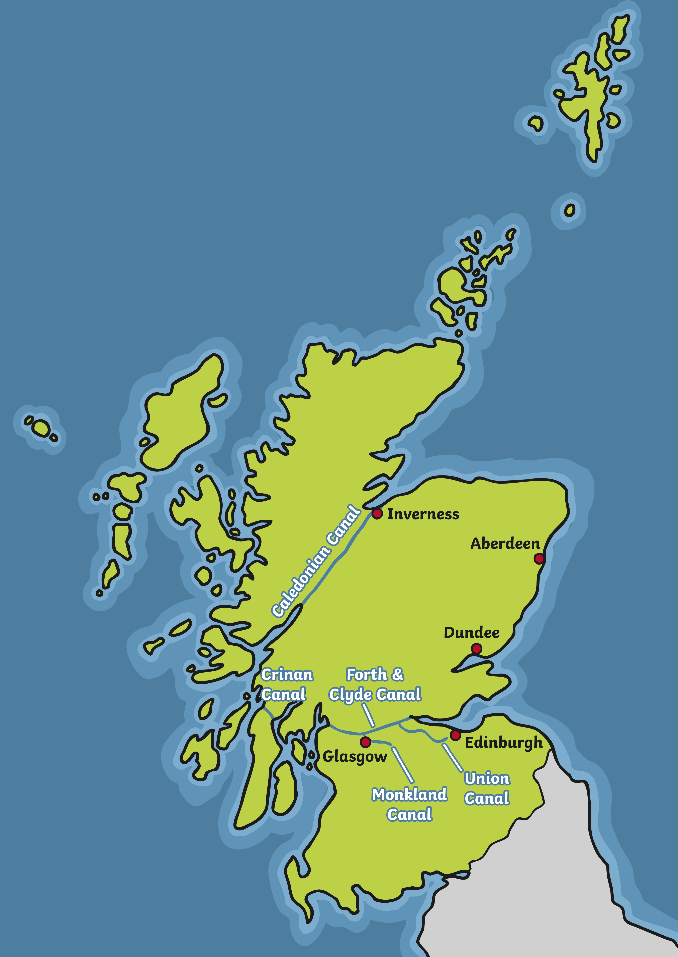 Inverness
Caledonian Canal
Aberdeen
Dundee
Crinan
Canal
Forth &
Clyde Canal
Edinburgh
Glasgow
Monkland
Canal
Union
Canal